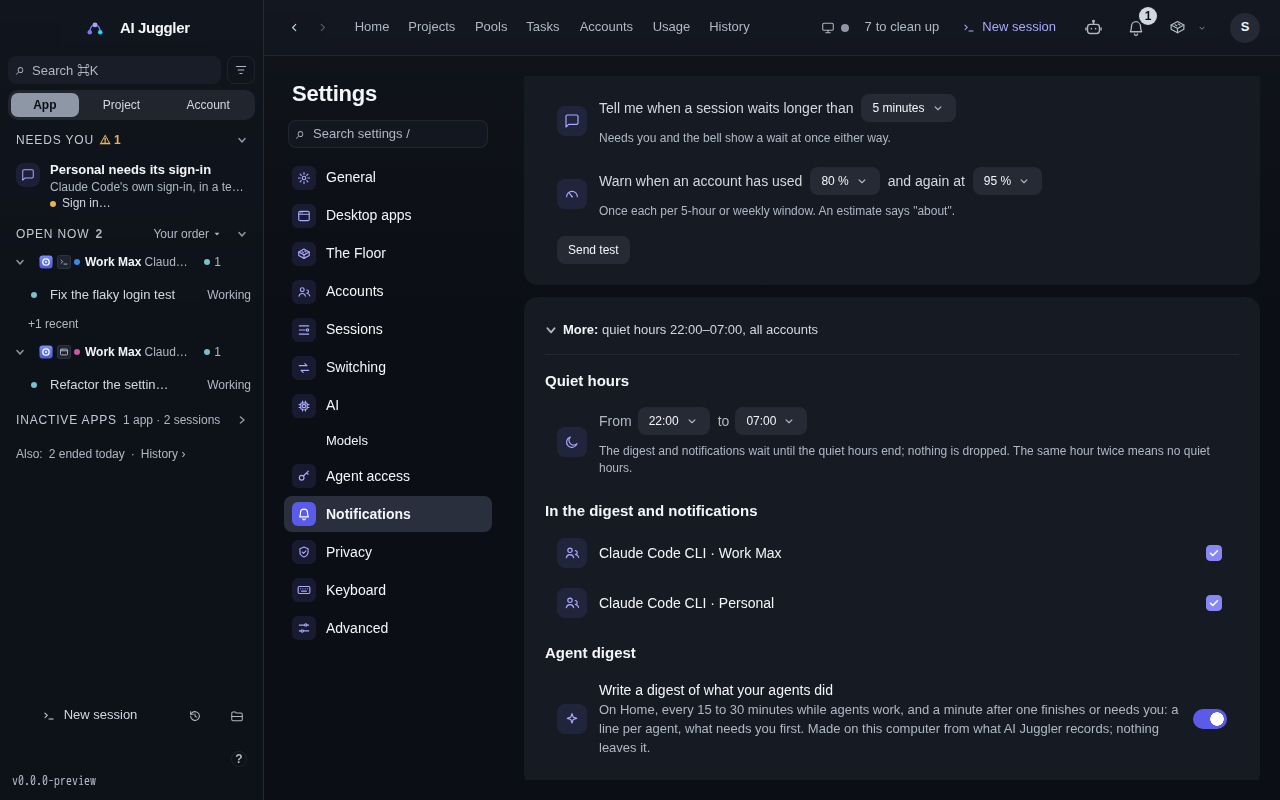 AI Juggler
Search ⌘K
App Project Account
NEEDS YOU 1
Personal needs its sign-in
Claude Code's own sign-in, in a te…
Sign in…
OPEN NOW 2 Your order
Work Max Claud… 1
Fix the flaky login test Working
+1 recent
Work Max Claud… 1
Refactor the settin… Working
INACTIVE APPS 1 app · 2 sessions
Also: 2 ended today · History ›
New session
?
v0.0.0-preview
Home Projects Pools Tasks Accounts Usage History
7 to clean up
New session
1
S
Settings
Search settings /
General
Desktop apps
The Floor
Accounts
Sessions
Switching
AI
Models
Agent access
Notifications
Privacy
Keyboard
Advanced
Tell me when a session waits longer than 5 minutes
Needs you and the bell show a wait at once either way.
Warn when an account has used 80 % and again at 95 %
Once each per 5-hour or weekly window. An estimate says "about".
Send test
More: quiet hours 22:00–07:00, all accounts
Quiet hours
From 22:00 to 07:00
The digest and notifications wait until the quiet hours end; nothing is dropped. The same hour twice means no quiet
hours.
In the digest and notifications
Claude Code CLI · Work Max
Claude Code CLI · Personal
Agent digest
Write a digest of what your agents did
On Home, every 15 to 30 minute while agents work, and a minute after one finishes or needs you: a
line per agent, what needs you first. Made on this computer from what AI Juggler records; nothing
leaves it.